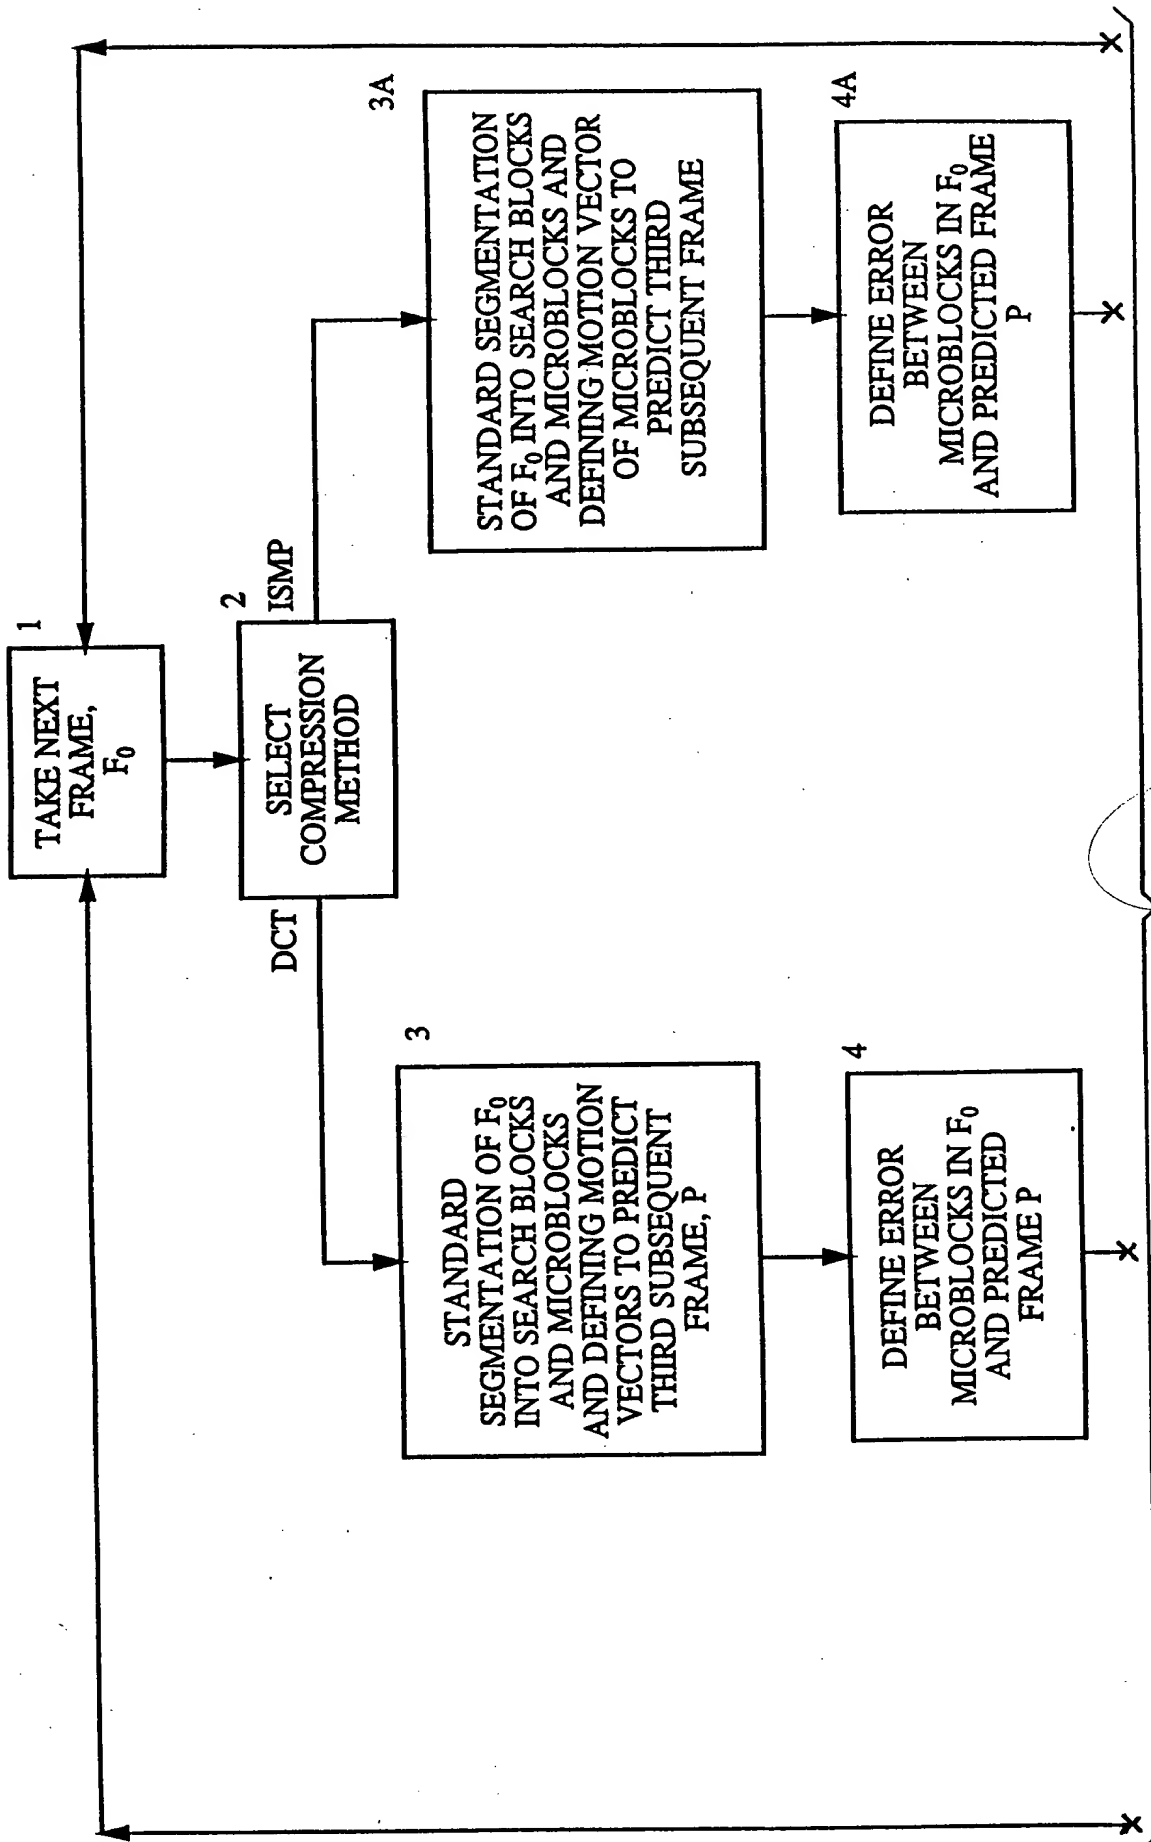 1
TAKE NEXT
FRAME,
F₀
2
SELECT
COMPRESSION
METHOD
DCT
ISMP
3
STANDARD
SEGMENTATION OF F₀
INTO SEARCH BLOCKS
AND MICROBLOCKS
AND DEFINING MOTION
VECTORS TO PREDICT
THIRD SUBSEQUENT
FRAME, P
3A
STANDARD SEGMENTATION
OF F₀ INTO SEARCH BLOCKS
AND MICROBLOCKS AND
DEFINING MOTION VECTOR
OF MICROBLOCKS TO
PREDICT THIRD
SUBSEQUENT FRAME
4
DEFINE ERROR
BETWEEN
MICROBLOCKS IN F₀
AND PREDICTED
FRAME P
4A
DEFINE ERROR
BETWEEN
MICROBLOCKS IN F₀
AND PREDICTED FRAME
P